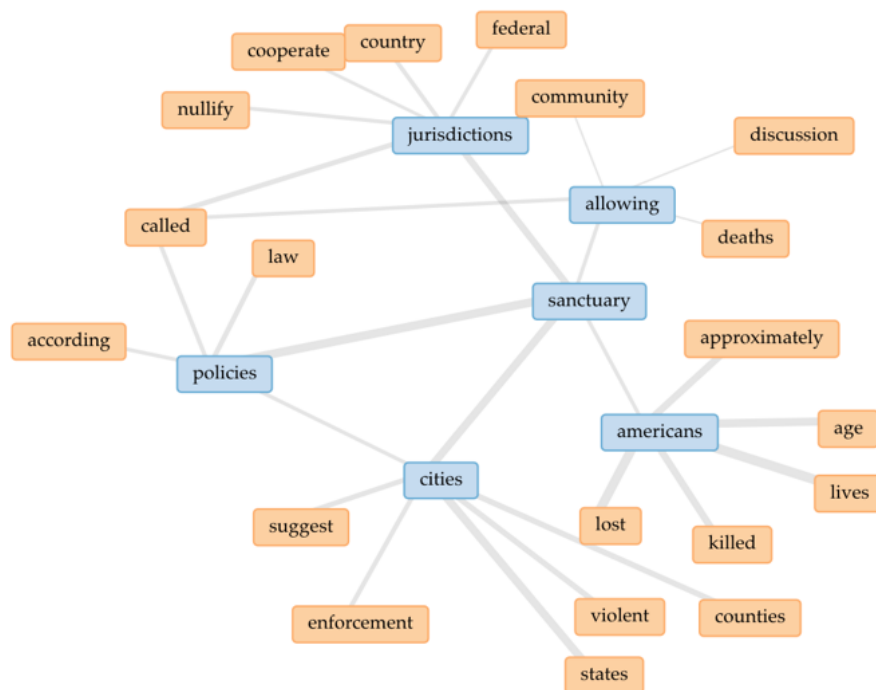 federal
country
cooperate
community
nullify
jurisdictions
discussion
allowing
called
deaths
law
sanctuary
approximately
according
policies
age
americans
cities
lives
suggest
lost
killed
violent
counties
enforcement
states